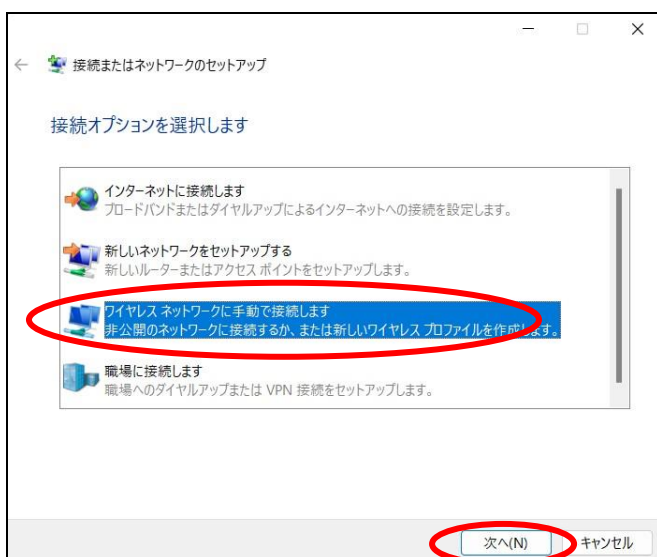 接続またはネットワークのセットアップ
接続オプションを選択します
インターネットに接続します
ブロードバンドまたはダイヤルアップによるインターネットへの接続を設定します。
新しいネットワークをセットアップする
新しいルーターまたはアクセス ポイントをセットアップします。
ワイヤレス ネットワークに手動で接続します
非公開のネットワークに接続するか、または新しいワイヤレス プロファイルを作成します。
職場に接続します
職場へのダイヤルアップまたは VPN 接続をセットアップします。
次へ(N)
キャンセル